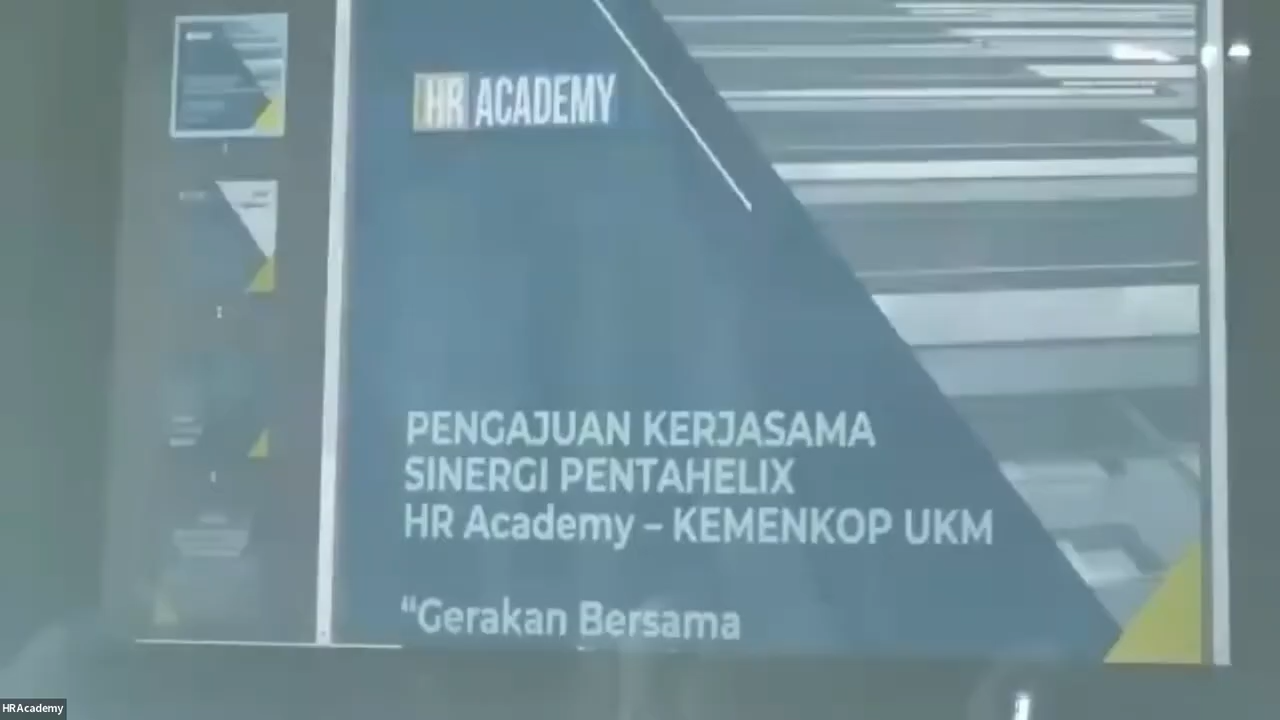 HR ACADEMY
PENGAJUAN KERJASAMA
SINERGI PENTAHELIX
HR Academy – KEMENKOP UKM
“Gerakan Bersama
HRAcademy